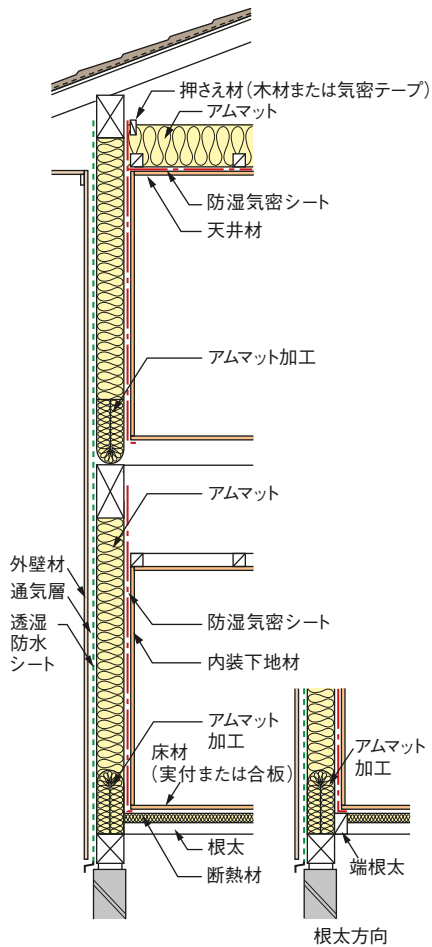 押さえ材(木材または気密テープ)
アムマット
防湿気密シート
天井材
アムマット加工
アムマット
外壁材
通気層
透湿
防水
シート
防湿気密シート
内装下地材
アムマット
加工
床材
(実付または合板)
根太
断熱材
アムマット
加工
端根太
根太方向